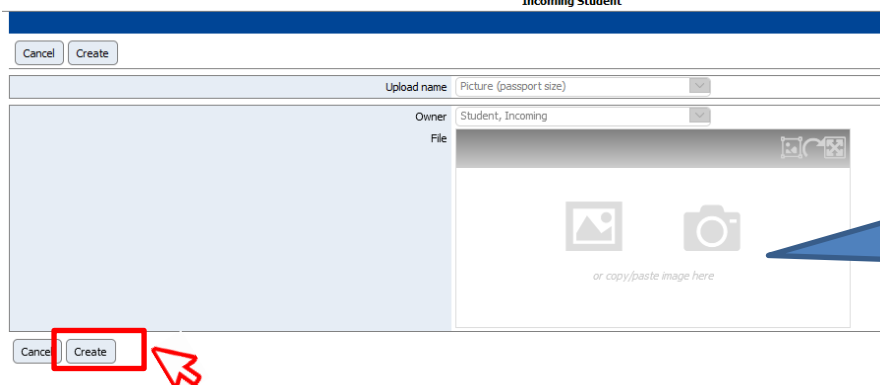 Incoming Student
Cancel Create
Upload name Picture (passport size)
Owner Student, Incoming
File
or copy/paste image here
Cancel Create